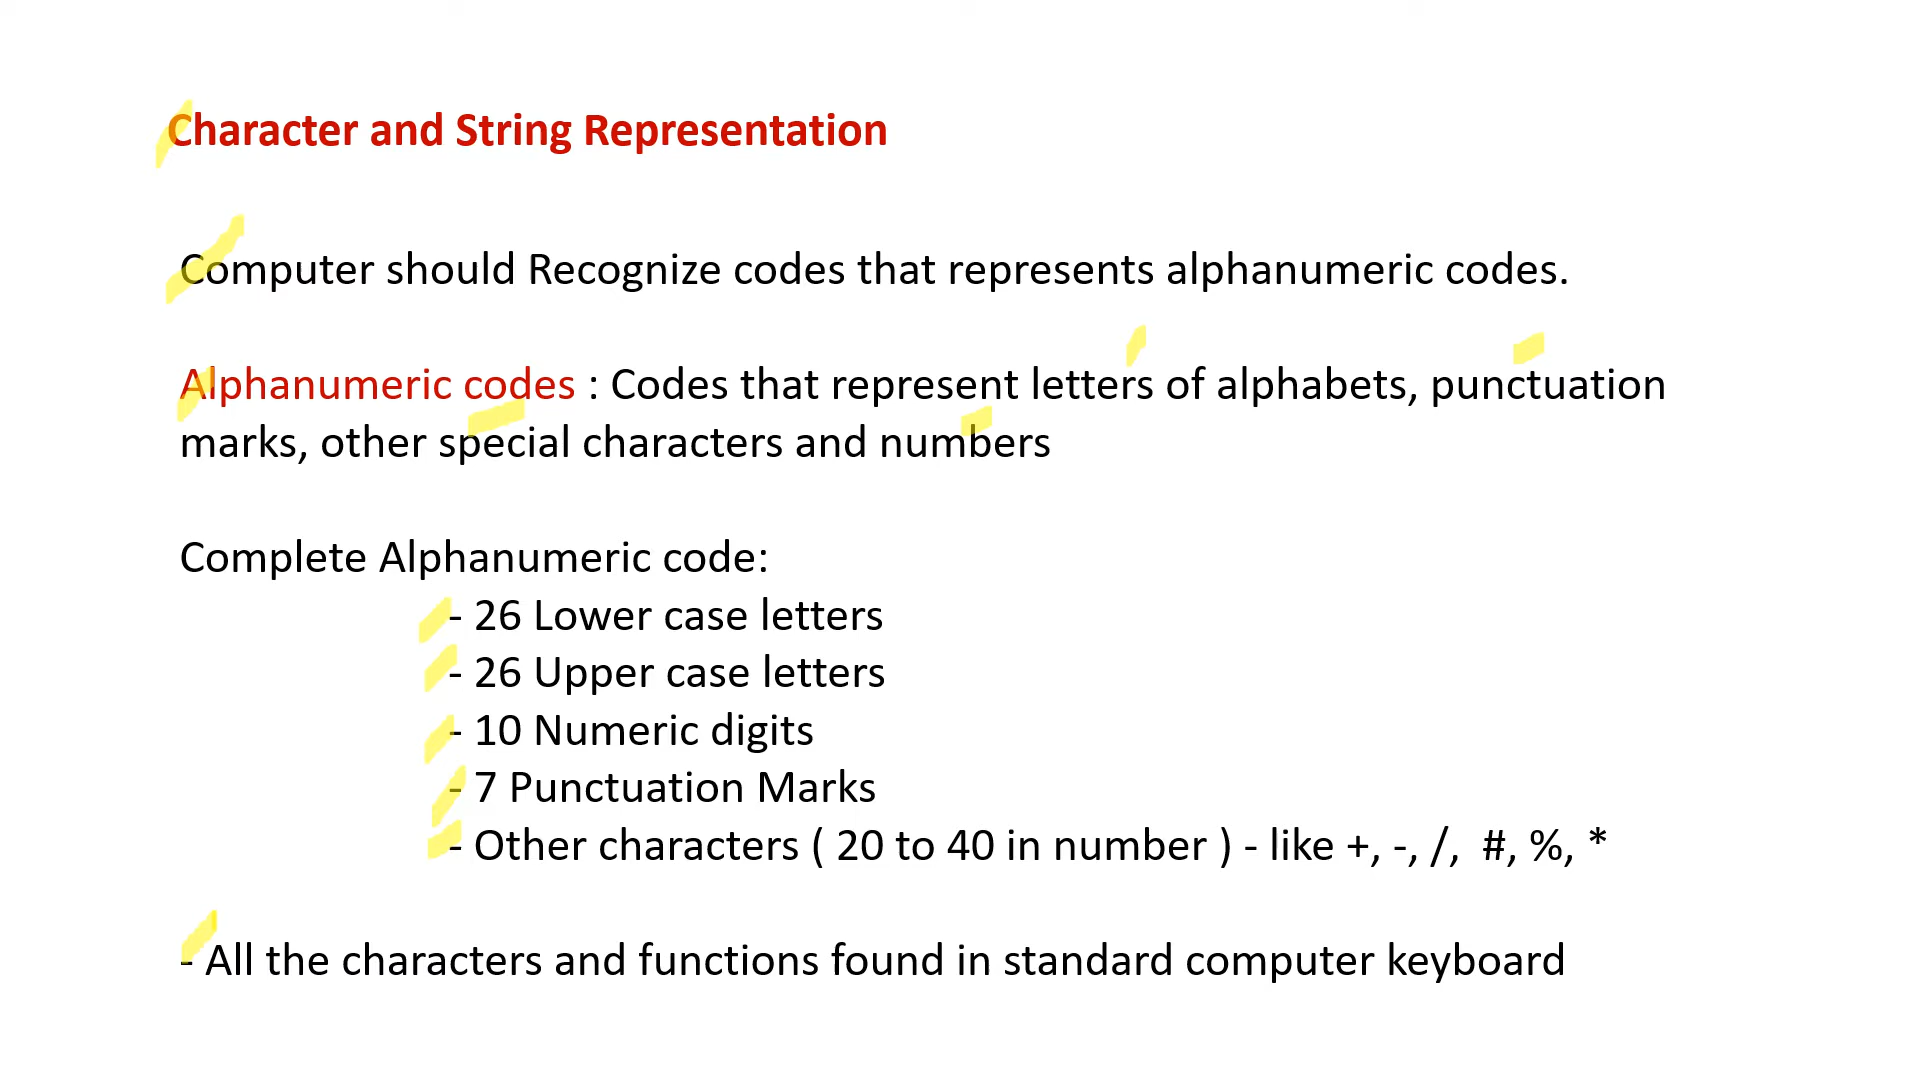 Character and String Representation
Computer should Recognize codes that represents alphanumeric codes.
Alphanumeric codes : Codes that represent letters of alphabets, punctuation
marks, other special characters and numbers
Complete Alphanumeric code:
- 26 Lower case letters
- 26 Upper case letters
- 10 Numeric digits
- 7 Punctuation Marks
- Other characters ( 20 to 40 in number ) - like +, -, /, #, %, *
- All the characters and functions found in standard computer keyboard